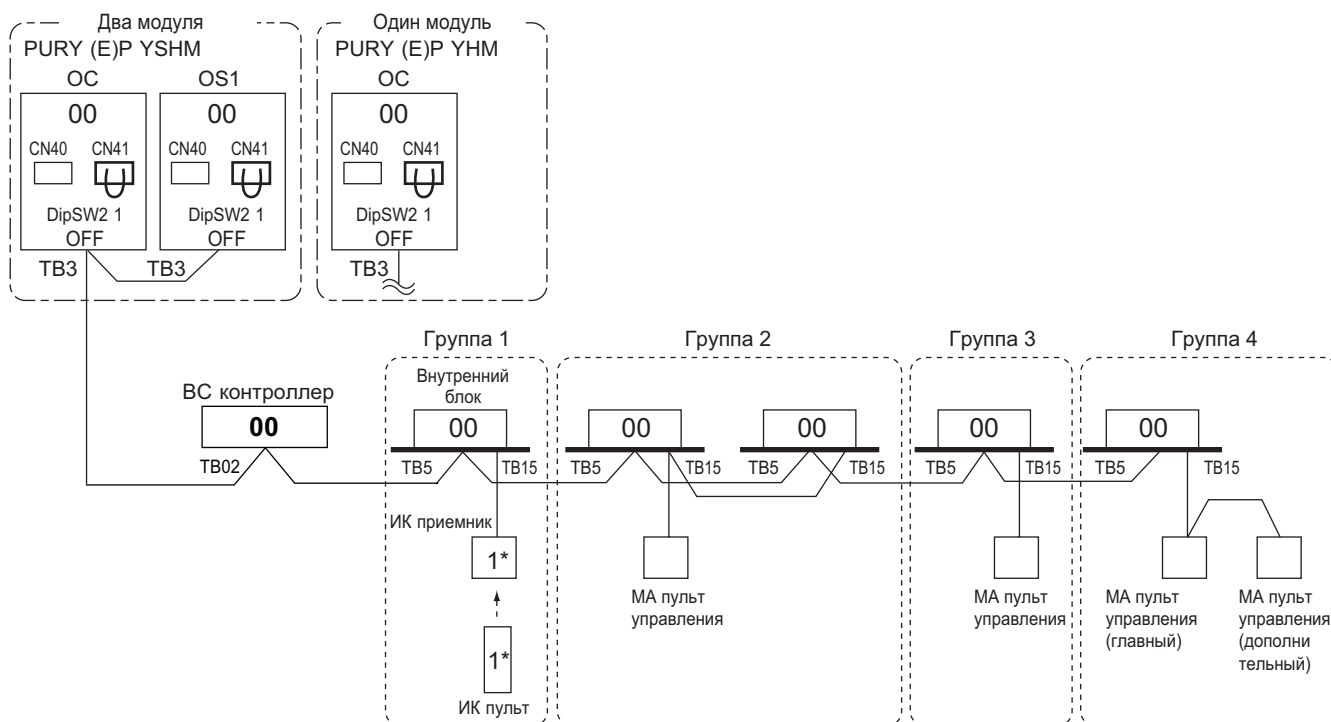 Два модуля
PURY (E)P YSHM
OC
OS1
00
00
CN40
CN41
CN40
CN41
DipSW2 1
OFF
DipSW2 1
OFF
TB3
TB3
Один модуль
PURY (E)P YHM
OC
00
CN40
CN41
DipSW2 1
OFF
TB3
BC контроллер
00
TB02
Группа 1
Внутренний
блок
00
TB5
TB15
ИК приемник
1*
1*
ИК пульт
Группа 2
00
00
TB5
TB15
TB5
TB15
МА пульт
управления
Группа 3
00
TB5
TB15
МА пульт
управления
Группа 4
00
TB5
TB15
МА пульт
управления
(главный)
МА пульт
управления
(дополни
тельный)